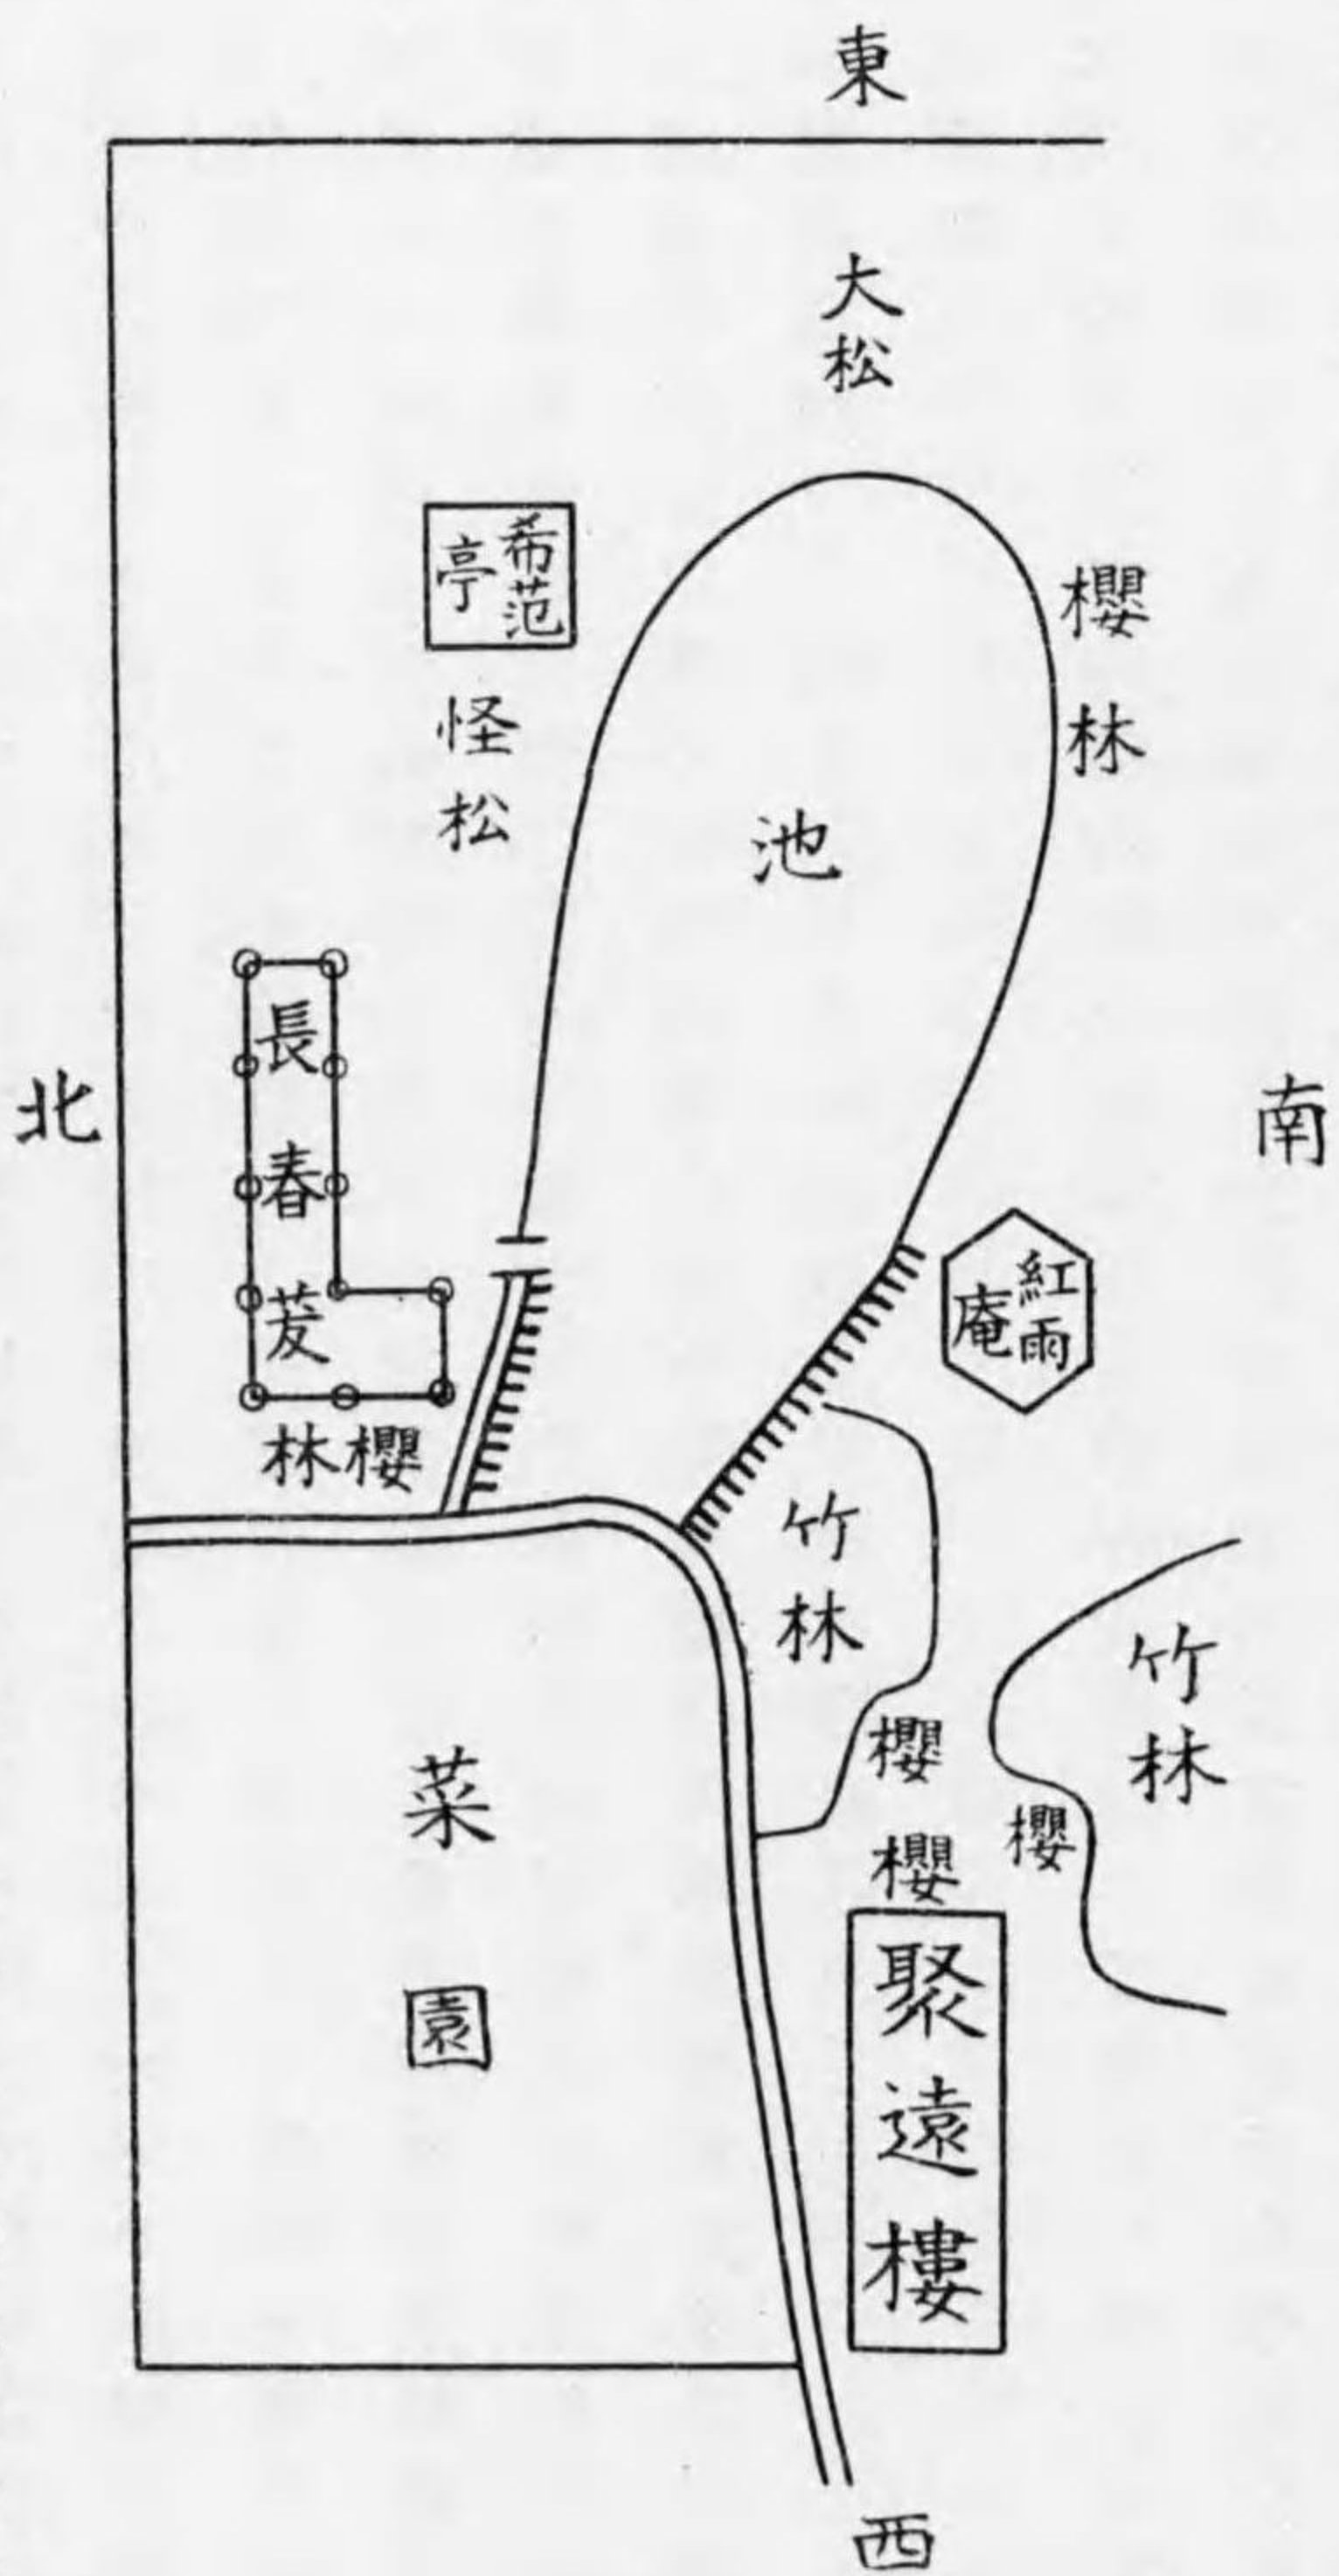 東
大松
希范亭
怪松
櫻林
池
北
南
長春茇
紅雨庵
櫻林
竹林
竹林
櫻
櫻
櫻
菜園
聚遠樓
西